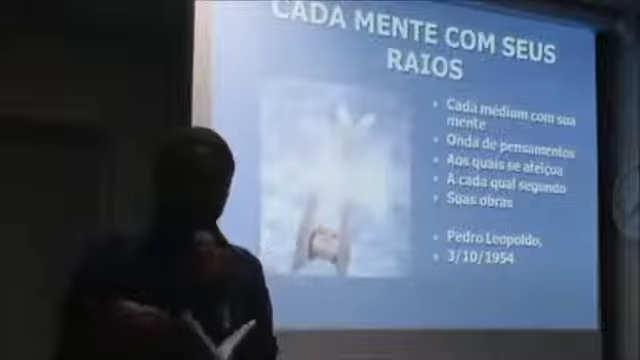 CADA MENTE COM SEUS
RAIOS
Cada médium com sua
mente
Onda de pensamentos
Aos quais se afeiçoa
A cada qual segundo
Suas obras
Pedro Leopoldo,
3/10/1954